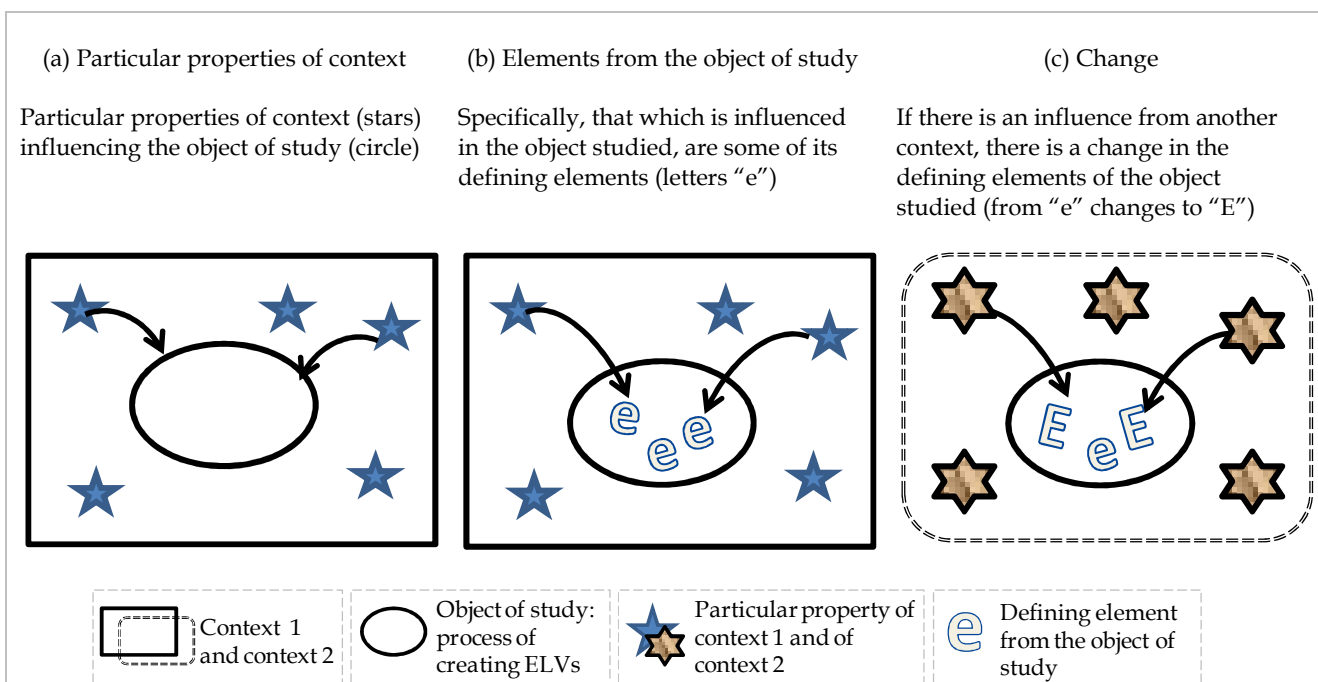 (a) Particular properties of context
Particular properties of context (stars)
influencing the object of study (circle)
(b) Elements from the object of study
Specifically, that which is influenced
in the object studied, are some of its
defining elements (letters “e”)
(c) Change
If there is an influence from another
context, there is a change in the
defining elements of the object
studied (from “e” changes to “E”)
e
e
e
E
e
E
Context 1
and context 2
Object of study:
process of
creating ELVs
Particular property of
context 1 and of
context 2
e
Defining element
from the object of
study